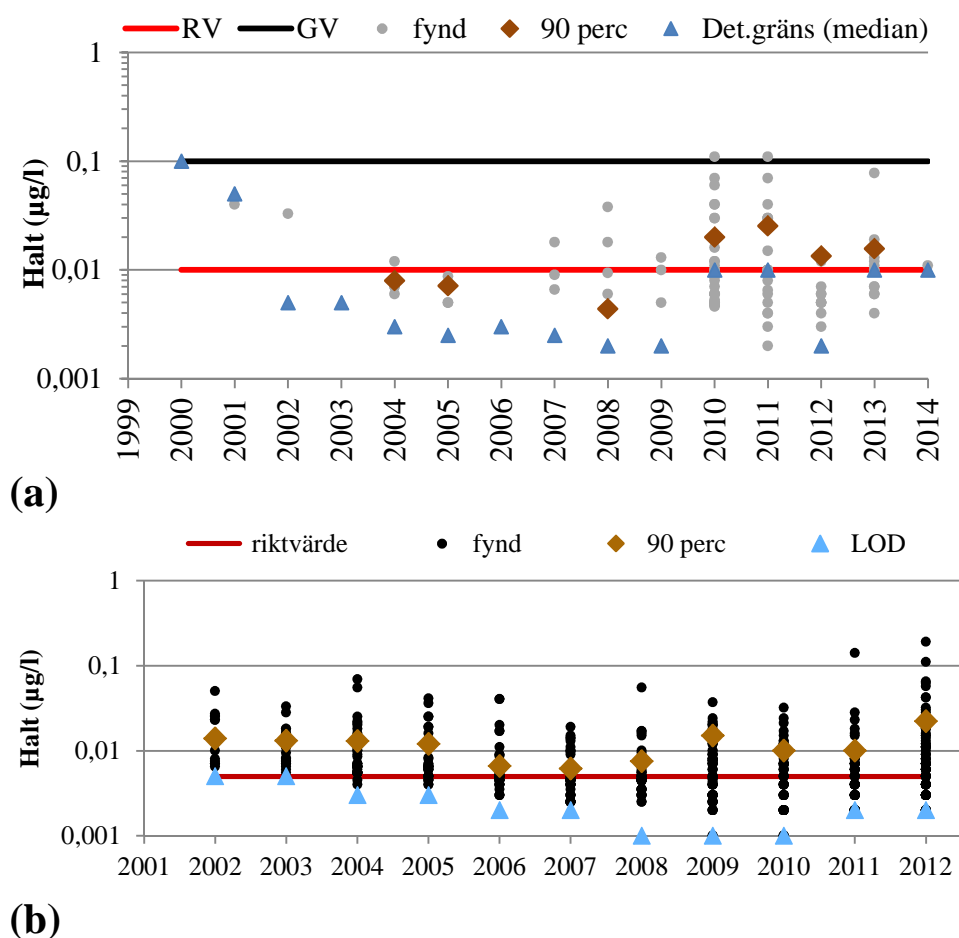 RV GV fynd 90 perc Det.gräns (median)
1
0,1
0,01
0,001
Halt (µg/l)
1999 2000 2001 2002 2003 2004 2005 2006 2007 2008 2009 2010 2011 2012 2013 2014
(a)
riktvärde fynd 90 perc LOD
1
0,1
0,01
0,001
Halt (µg/l)
2001 2002 2003 2004 2005 2006 2007 2008 2009 2010 2011 2012
(b)